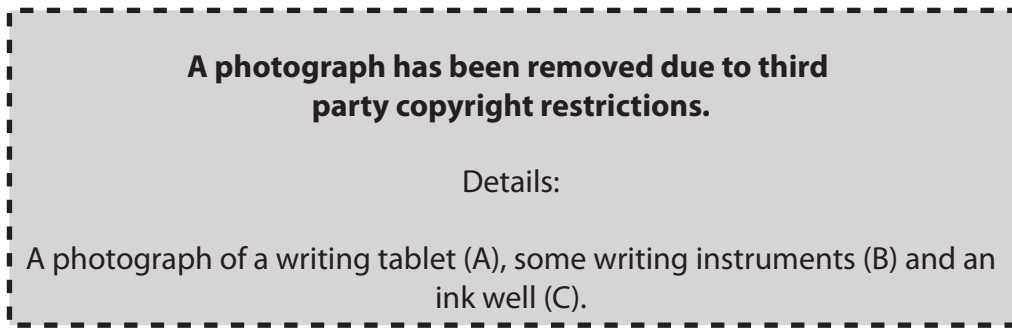 A photograph has been removed due to third
party copyright restrictions.
Details:
A photograph of a writing tablet (A), some writing instruments (B) and an
ink well (C).